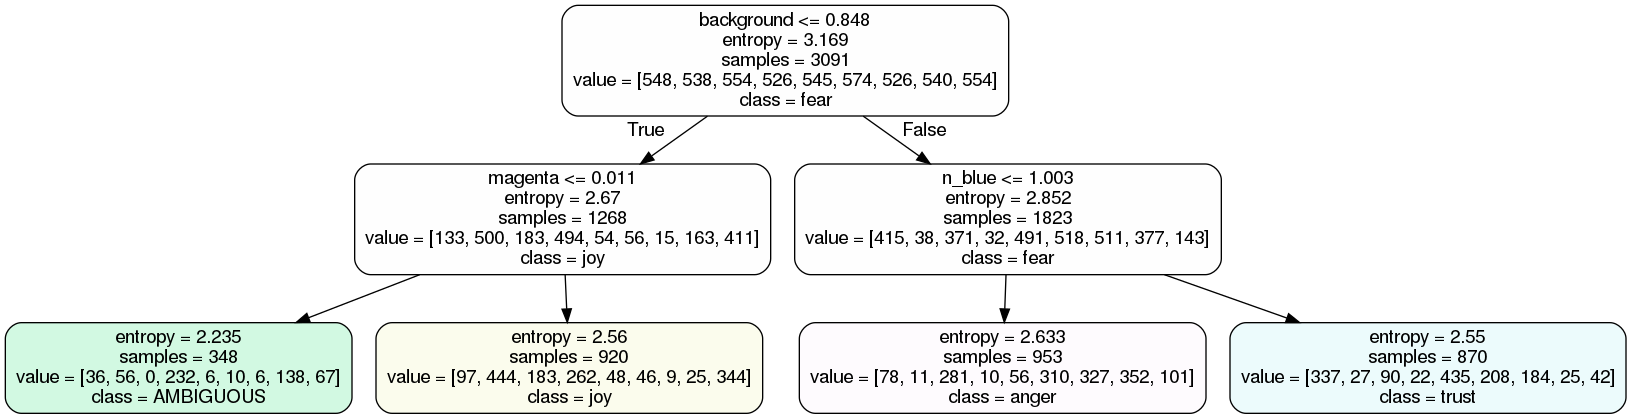 background <= 0.848
entropy = 3.169
samples = 3091
value = [548, 538, 554, 526, 545, 574, 526, 540, 554]
class = fear
True
False
magenta <= 0.011
entropy = 2.67
samples = 1268
value = [133, 500, 183, 494, 54, 56, 15, 163, 411]
class = joy
n_blue <= 1.003
entropy = 2.852
samples = 1823
value = [415, 38, 371, 32, 491, 518, 511, 377, 143]
class = fear
entropy = 2.235
samples = 348
value = [36, 56, 0, 232, 6, 10, 6, 138, 67]
class = AMBIGUOUS
entropy = 2.56
samples = 920
value = [97, 444, 183, 262, 48, 46, 9, 25, 344]
class = joy
entropy = 2.633
samples = 953
value = [78, 11, 281, 10, 56, 310, 327, 352, 101]
class = anger
entropy = 2.55
samples = 870
value = [337, 27, 90, 22, 435, 208, 184, 25, 42]
class = trust